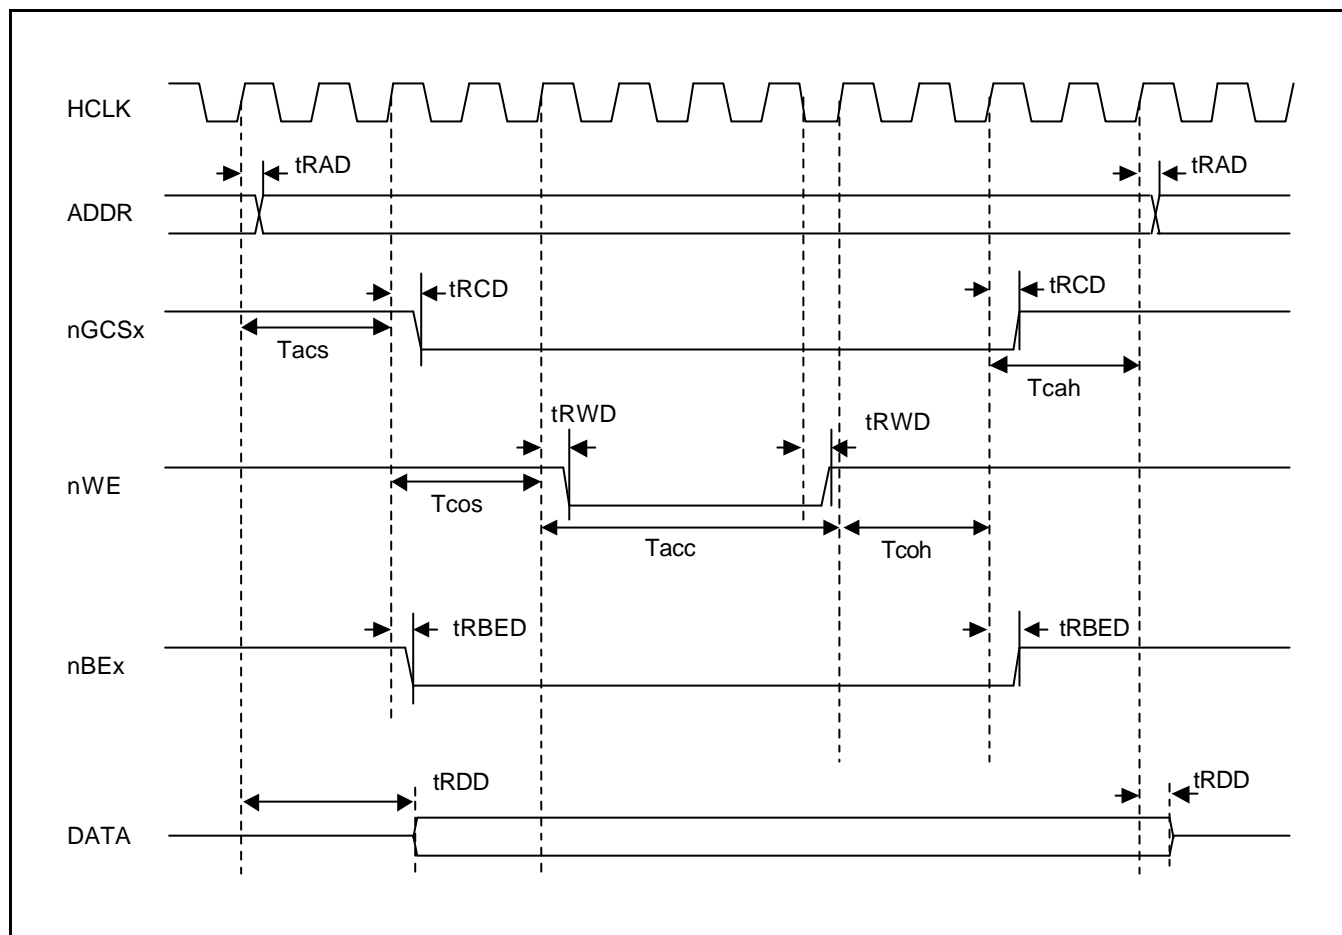 HCLK
tRAD
tRAD
ADDR
tRCD
tRCD
nGCSx
Tacs
Tcah
tRWD
tRWD
nWE
Tcos
Tacc
Tcoh
tRBED
tRBED
nBEx
tRDD
tRDD
DATA